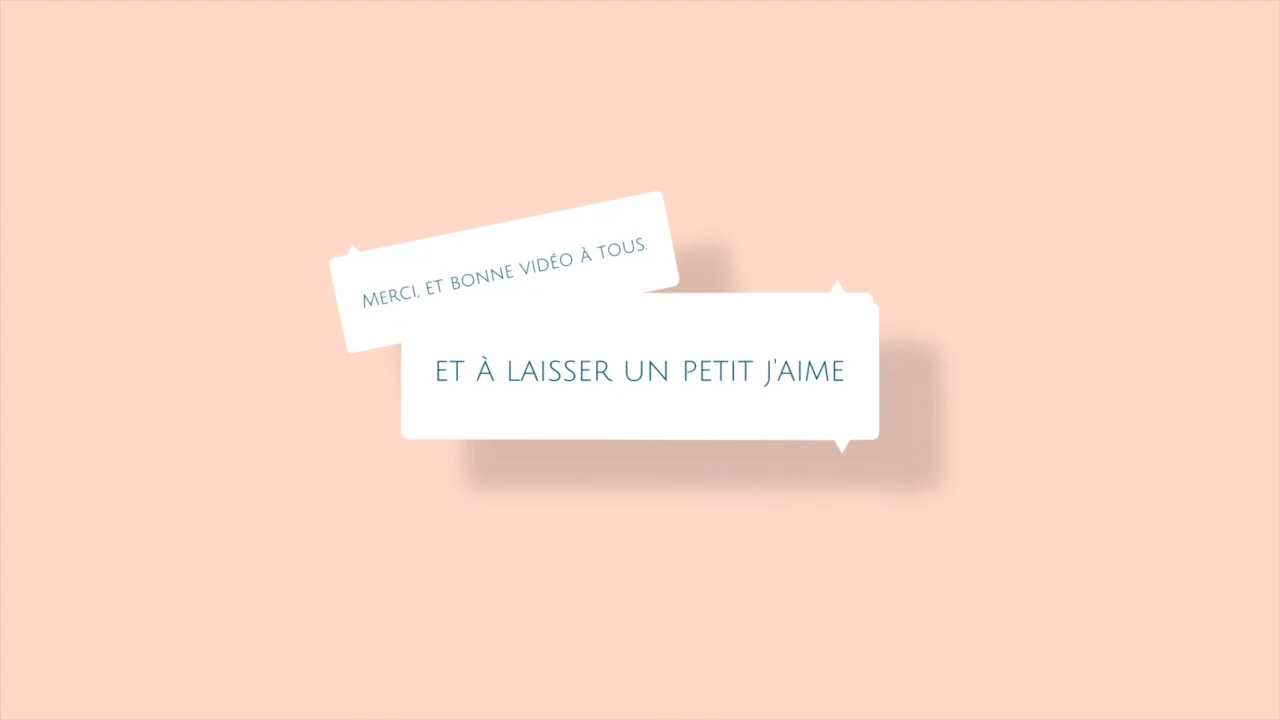 MERCI, ET BONNE VIDÉO À TOUS.
ET À LAISSER UN PETIT J'AIME